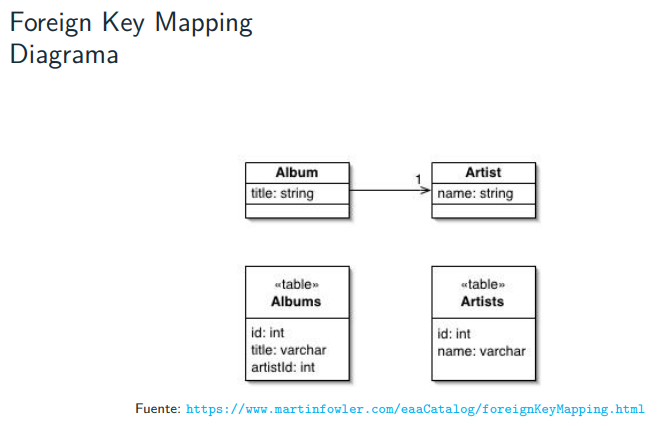 Foreign Key Mapping
Diagrama
Album
title: string
1
Artist
name: string
«table»
Albums
id: int
title: varchar
artistId: int
«table»
Artists
id: int
name: varchar
Fuente: https://www.martinfowler.com/eaaCatalog/foreignKeyMapping.html